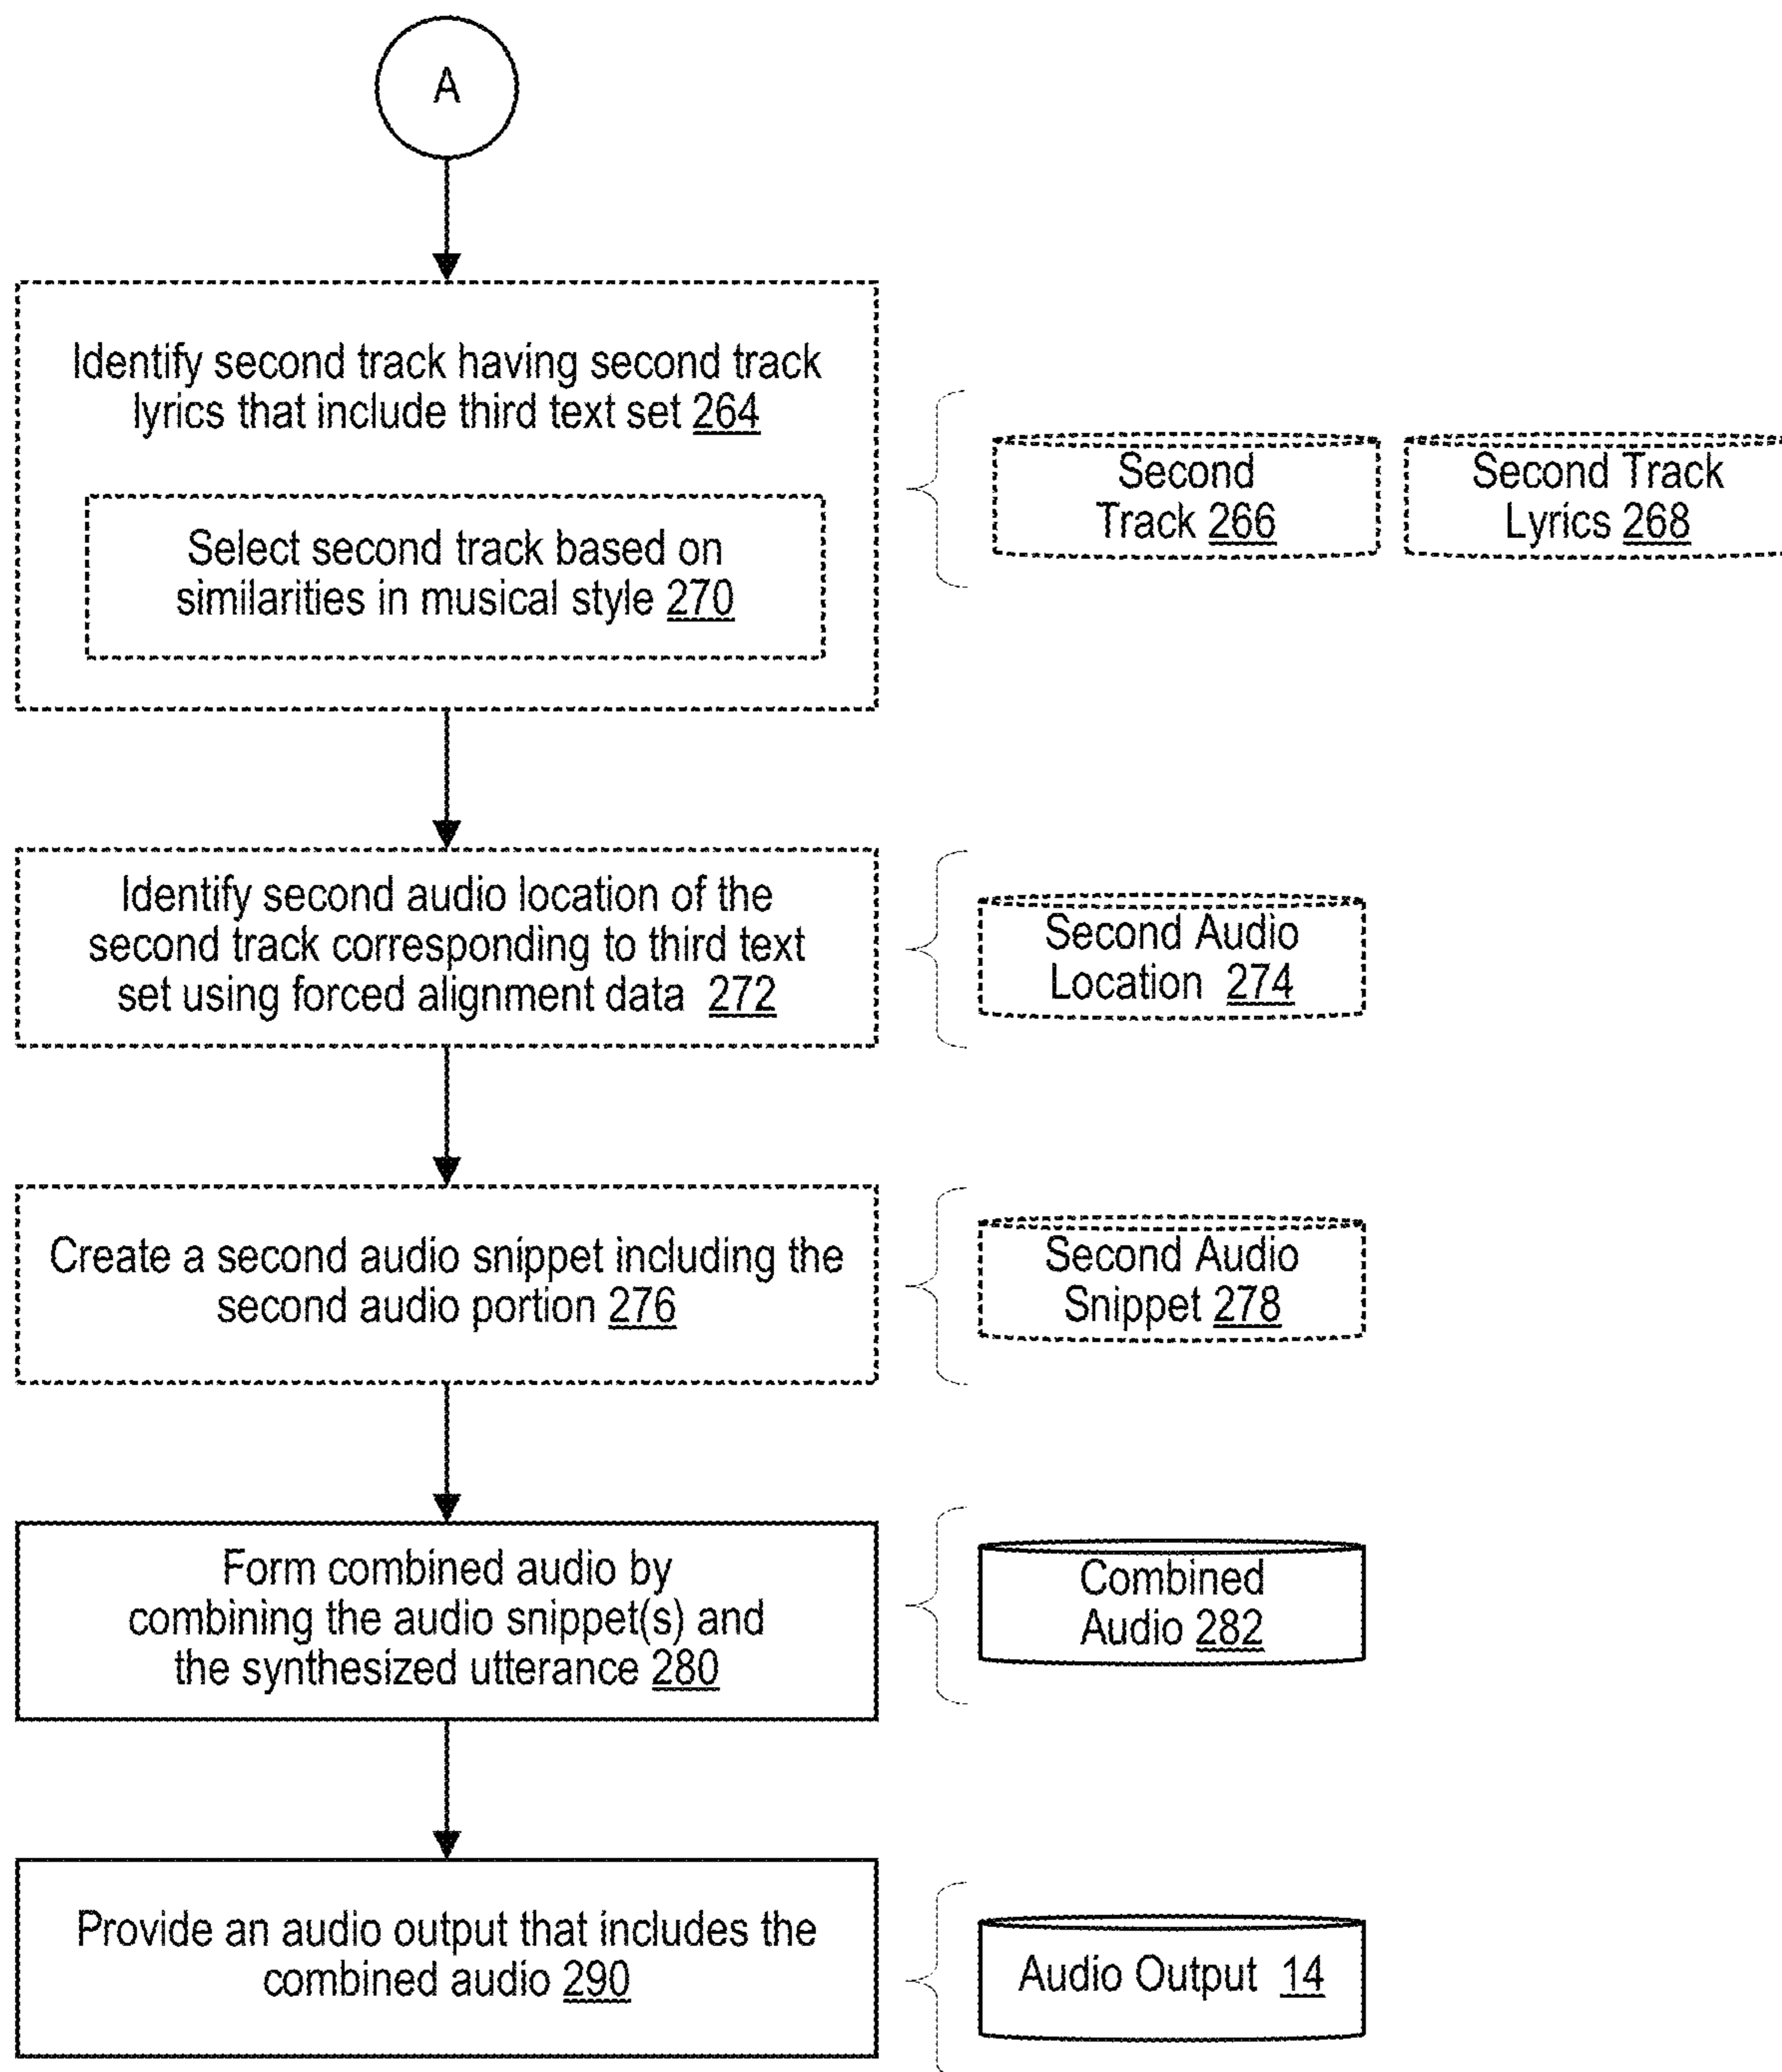 A
Identify second track having second track
lyrics that include third text set 264
Select second track based on
similarities in musical style 270
Second
Track 266
Second Track
Lyrics 268
Identify second audio location of the
second track corresponding to third text
set using forced alignment data 272
Second Audio
Location 274
Create a second audio snippet including the
second audio portion 276
Second Audio
Snippet 278
Form combined audio by
combining the audio snippet(s) and
the synthesized utterance 280
Combined
Audio 282
Provide an audio output that includes the
combined audio 290
Audio Output 14